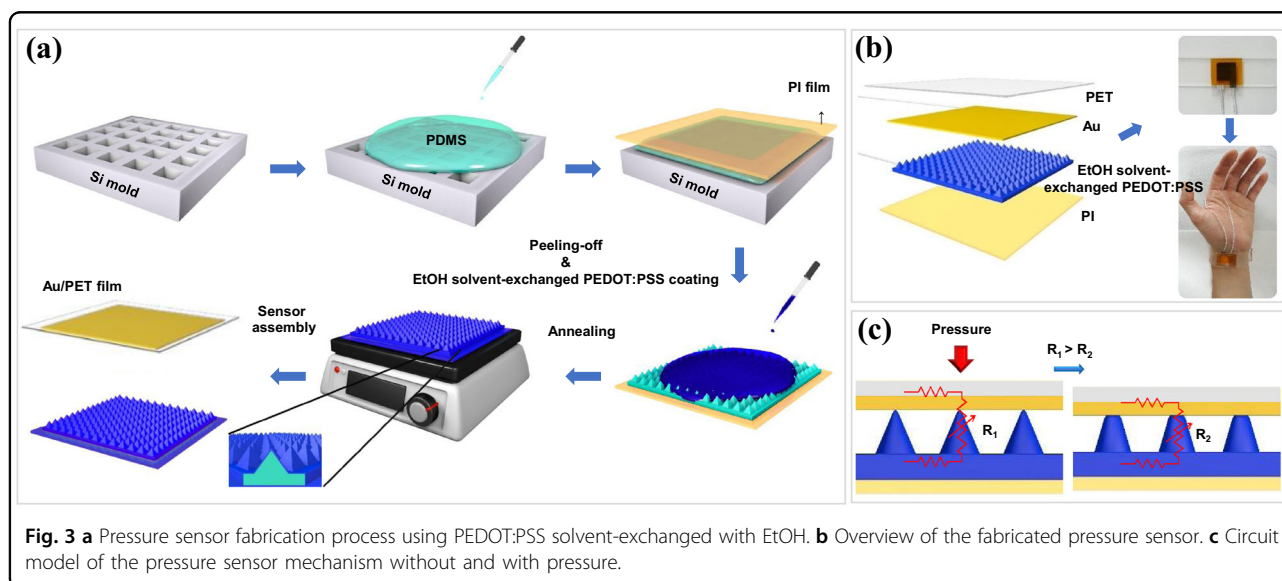 (a)
PI film
↑
PDMS
Si mold
Si mold
Si mold
Peeling-off
&
EtOH solvent-exchanged PEDOT:PSS coating
Au/PET film
Sensor
assembly
Annealing
(b)
PET
Au
EtOH solvent-
exchanged PEDOT:PSS
PI
(c)
Pressure
R₁ > R₂
R₁
R₂
Fig. 3 a Pressure sensor fabrication process using PEDOT:PSS solvent-exchanged with EtOH. b Overview of the fabricated pressure sensor. c Circuit
model of the pressure sensor mechanism without and with pressure.